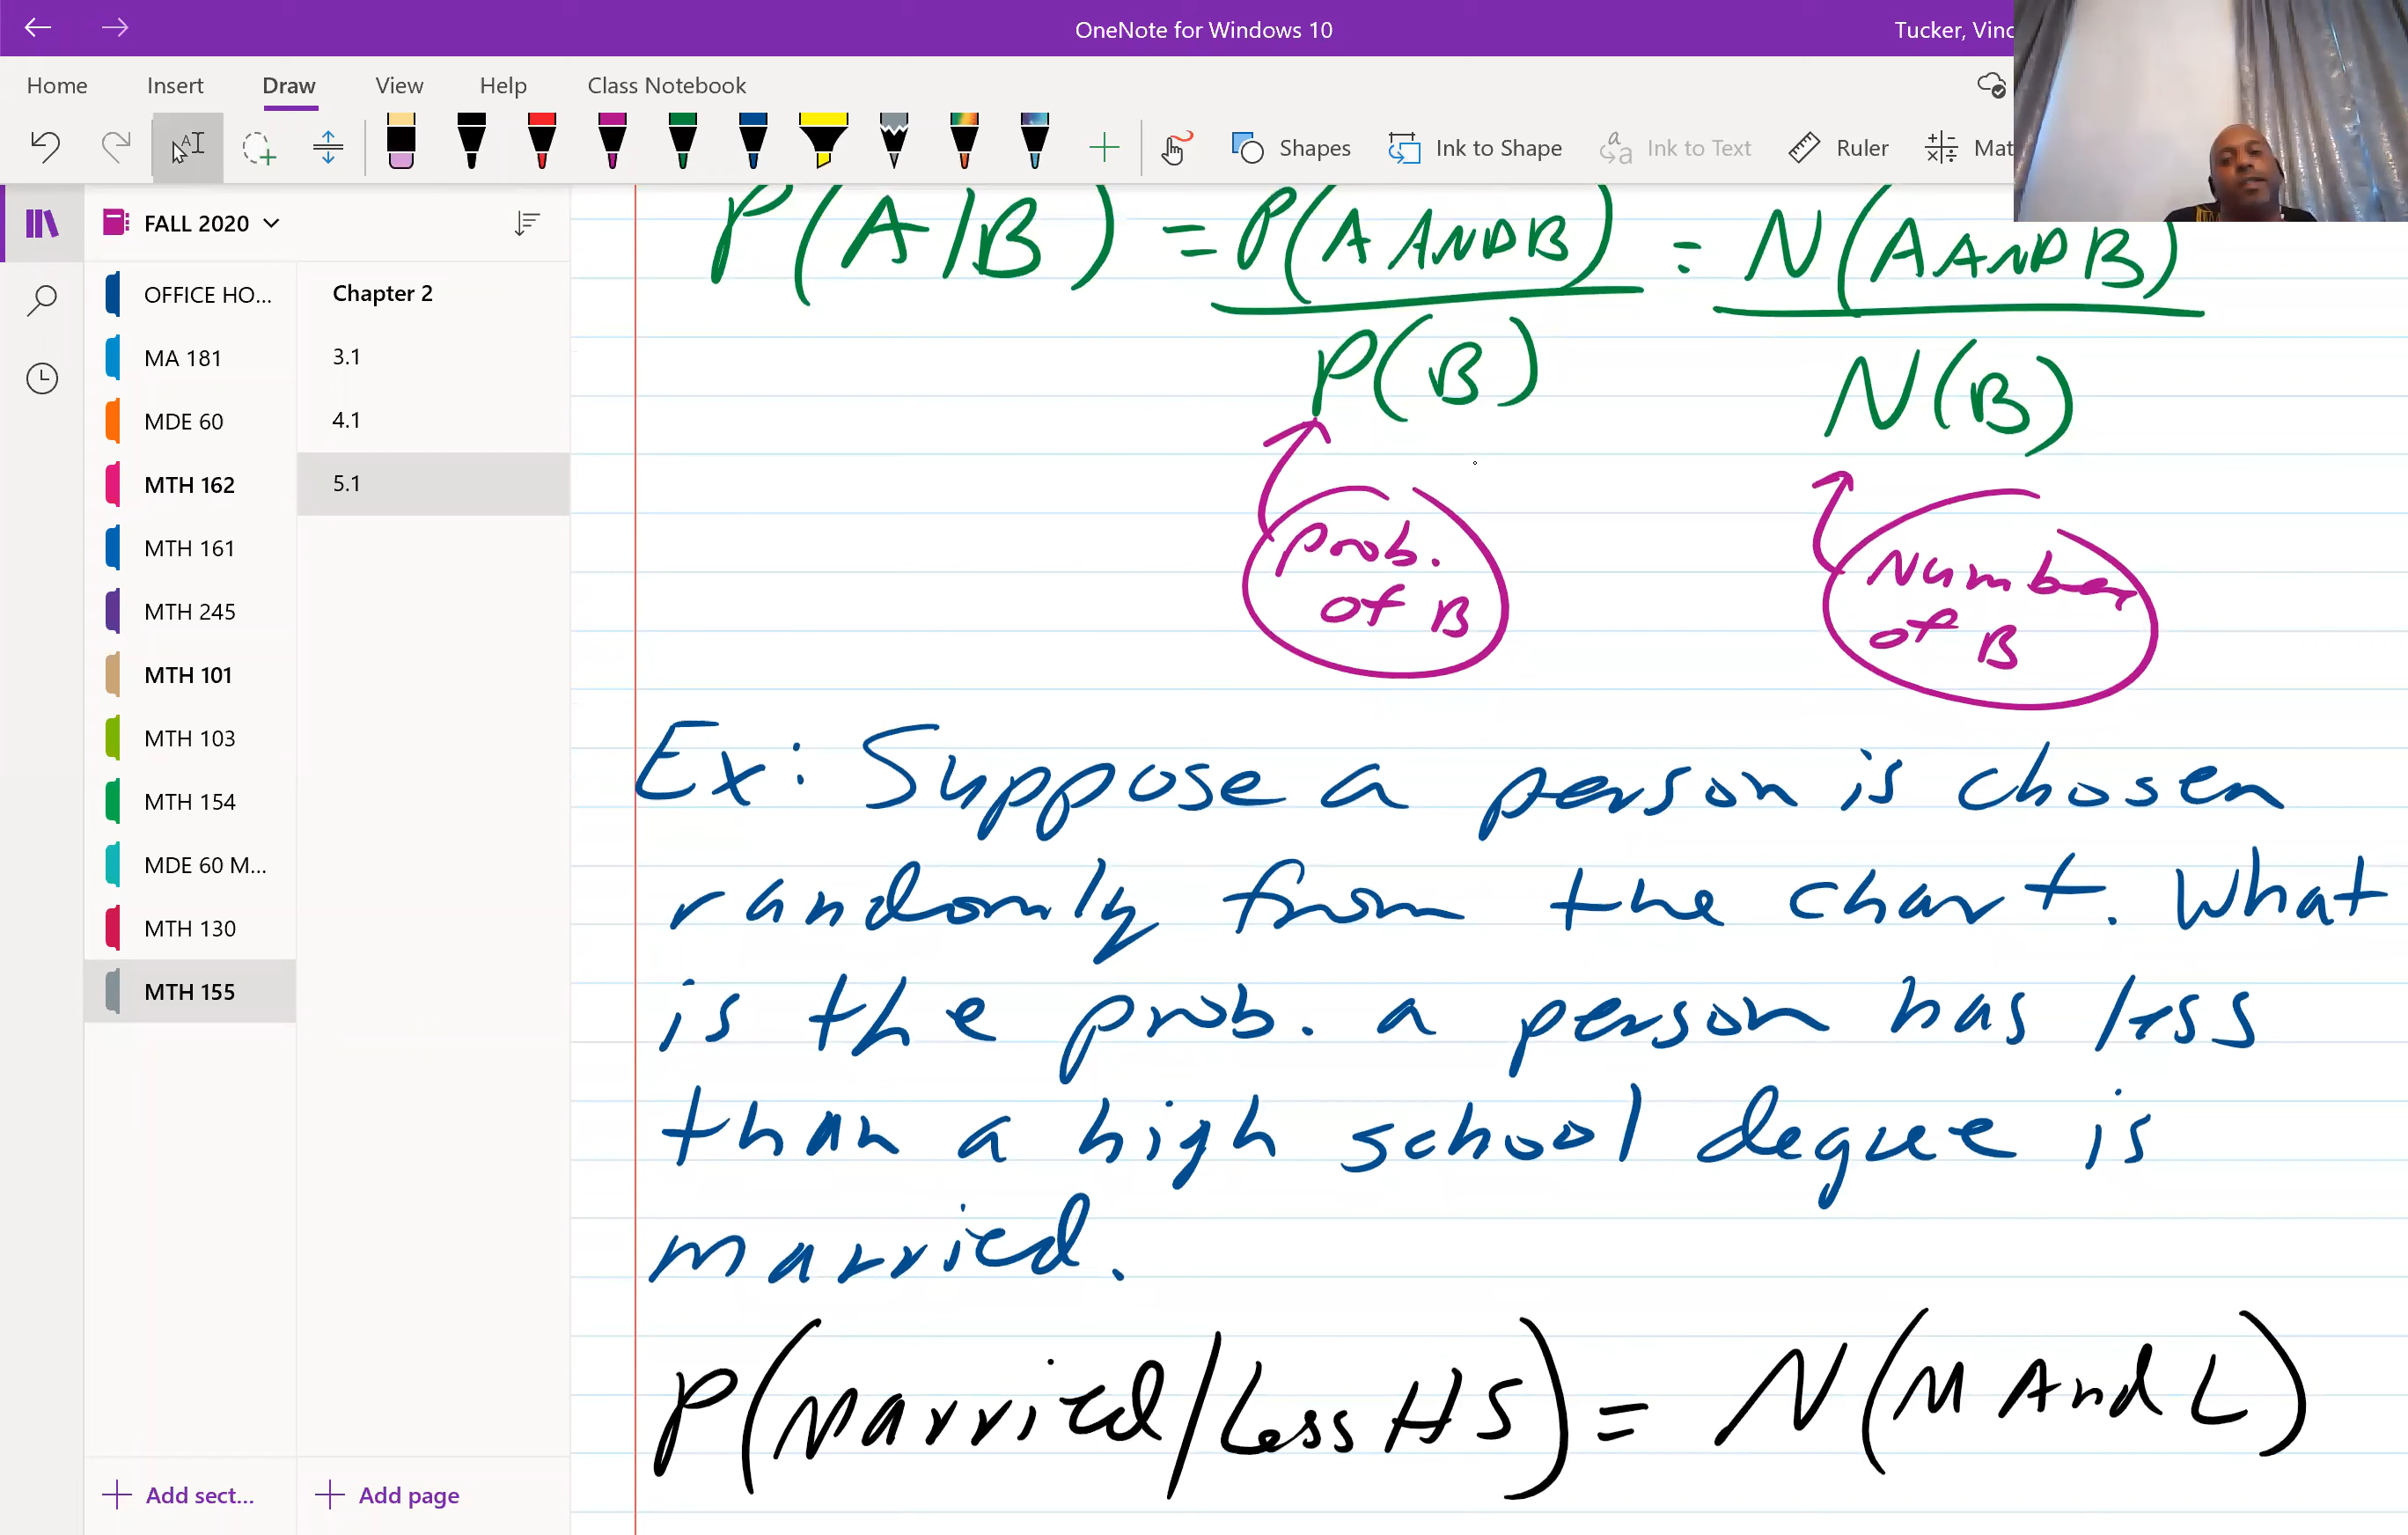 OneNote for Windows 10
Tucker, Vinc
Home Insert Draw View Help Class Notebook
Shapes Ink to Shape Ink to Text Ruler Mat
FALL 2020
OFFICE HO...
MA 181
MDE 60
MTH 162
MTH 161
MTH 245
MTH 101
MTH 103
MTH 154
MDE 60 M...
MTH 130
MTH 155
Add sect...
Chapter 2
3.1
4.1
5.1
Add page
P(A/B) = P(A AND B) = N(A AND B)
P(B) N(B)
Prob. Number
of B of B
Ex: Suppose a person is chosen
randomly from the chart. What
is the prob. a person has less
than a high school degree is
married.
P(Married/Less HS) = N(M And L)